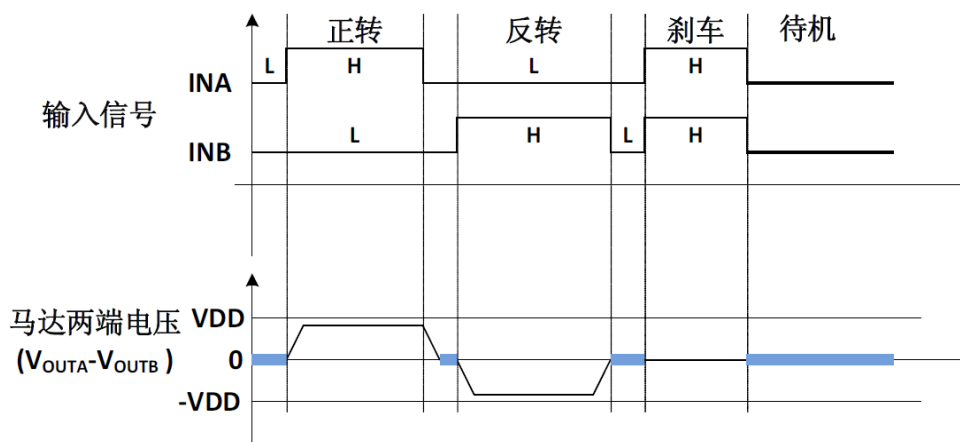 正转 反转 刹车 待机
L H L H
INA
输入信号
L H L H
INB
马达两端电压 VDD
(VOUTA-VOUTB ) 0
-VDD